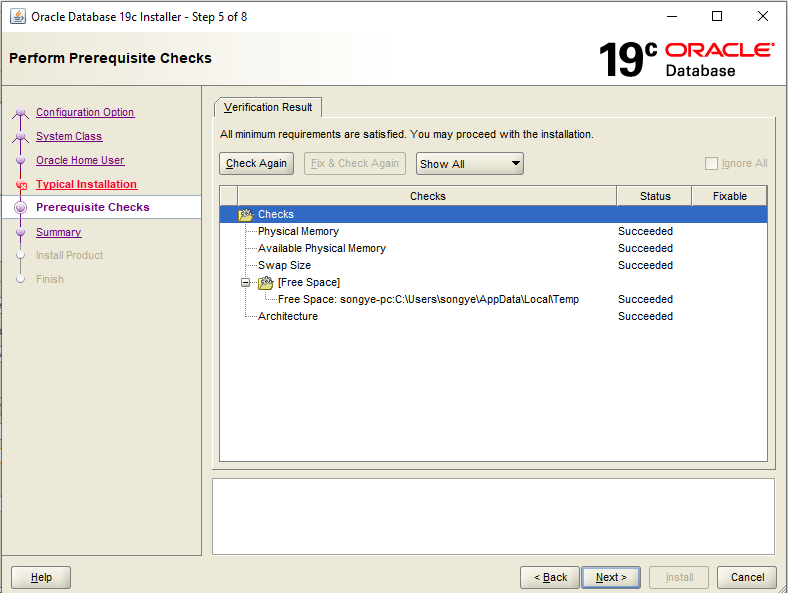 Oracle Database 19c Installer - Step 5 of 8
Perform Prerequisite Checks
19c ORACLE
Database
Configuration Option
System Class
Oracle Home User
Typical Installation
Prerequisite Checks
Summary
Install Product
Finish
Verification Result
All minimum requirements are satisfied. You may proceed with the installation.
Check Again
Fix & Check Again
Show All
Ignore All
Checks Status Fixable
Checks
Physical Memory Succeeded
Available Physical Memory Succeeded
Swap Size Succeeded
[Free Space]
Free Space: songye-pc:C:\Users\songye\AppData\Local\Temp Succeeded
Architecture Succeeded
Help
< Back
Next >
Install
Cancel